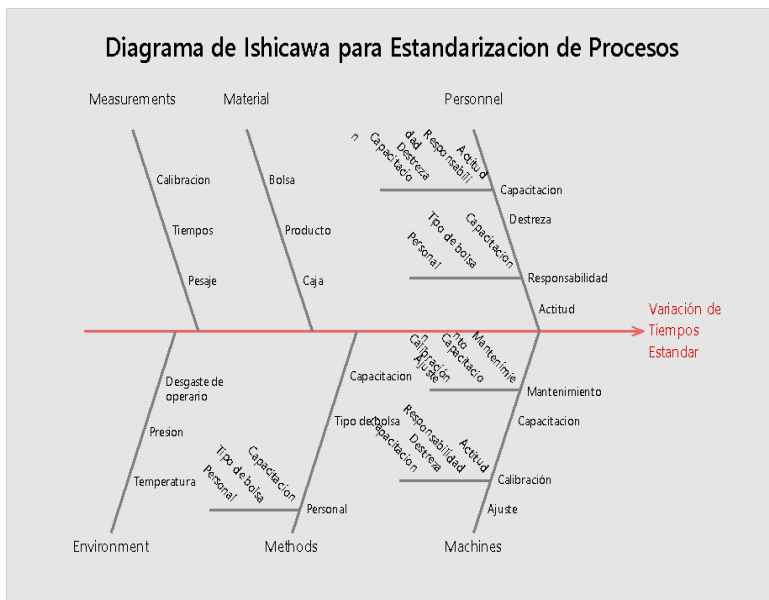 Diagrama de Ishicawa para Estandarizacion de Procesos
Measurements
Material
Personnel
Calibracion
Tiempos
Pesaje
Bolsa
Producto
Caja
Actitud
Responsabili
dad
Destreza
Capacitacio
n
Capacitacion
Destreza
Capacitacion
Tipo de bolsa
Personal
Responsabilidad
Actitud
Variación de
Tiempos
Estandar
Desgaste de
operario
Presion
Temperatura
Capacitacion
Tipo de bolsa
Capacitacion
Tipo de bolsa
Personal
Personal
Mantenimie
nto
Capacitacio
n
Calibración
Ajuste
Mantenimiento
Capacitacion
Actitud
Responsabilidad
Destreza
Capacitacion
Calibración
Ajuste
Environment
Methods
Machines